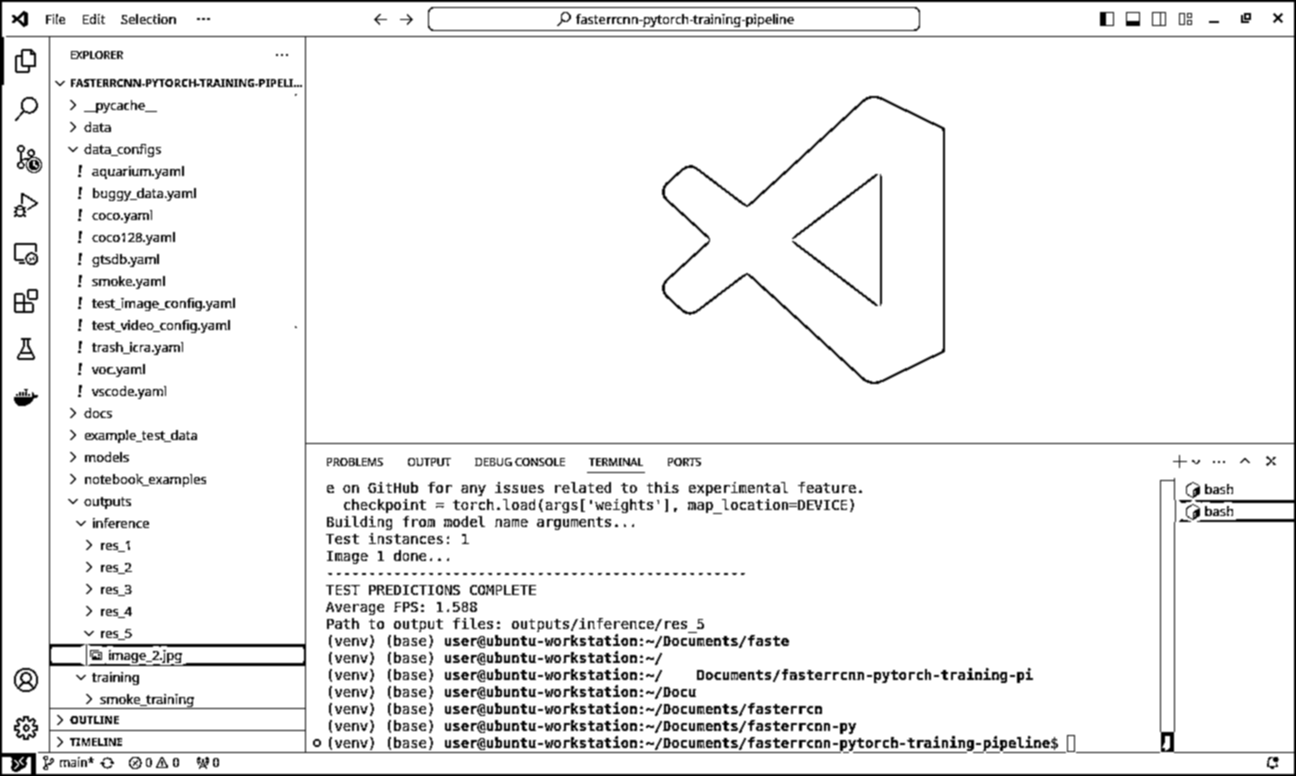 File Edit Selection ···
fasterrcnn-pytorch-training-pipeline
EXPLORER ···
FASTERRCNN-PYTORCH-TRAINING-PIPELI...
__pycache__
data
data_configs
! aquarium.yaml
! buggy_data.yaml
! coco.yaml
! coco128.yaml
! gtsdb.yaml
! smoke.yaml
! test_image_config.yaml
! test_video_config.yaml
! trash_icra.yaml
! voc.yaml
! vscode.yaml
docs
example_test_data
models
notebook_examples
outputs
inference
res_1
res_2
res_3
res_4
res_5
image_2.jpg
training
smoke_training
OUTLINE
TIMELINE
PROBLEMS OUTPUT DEBUG CONSOLE TERMINAL PORTS
e on GitHub for any issues related to this experimental feature.
checkpoint = torch.load(args['weights'], map_location=DEVICE)
Building from model name arguments...
Test instances: 1
Image 1 done...
--------------------------------------------------
TEST PREDICTIONS COMPLETE
Average FPS: 1.588
Path to output files: outputs/inference/res_5
(venv) (base) user@ubuntu-workstation:~/Documents/faste
(venv) (base) user@ubuntu-workstation:~/
(venv) (base) user@ubuntu-workstation:~/ Documents/fasterrcnn-pytorch-training-pi
(venv) (base) user@ubuntu-workstation:~/Docu
(venv) (base) user@ubuntu-workstation:~/Documents/fasterrcn
(venv) (base) user@ubuntu-workstation:~/Documents/fasterrcnn-py
(venv) (base) user@ubuntu-workstation:~/Documents/fasterrcnn-pytorch-training-pipeline$
bash
bash
main* 0 0 0